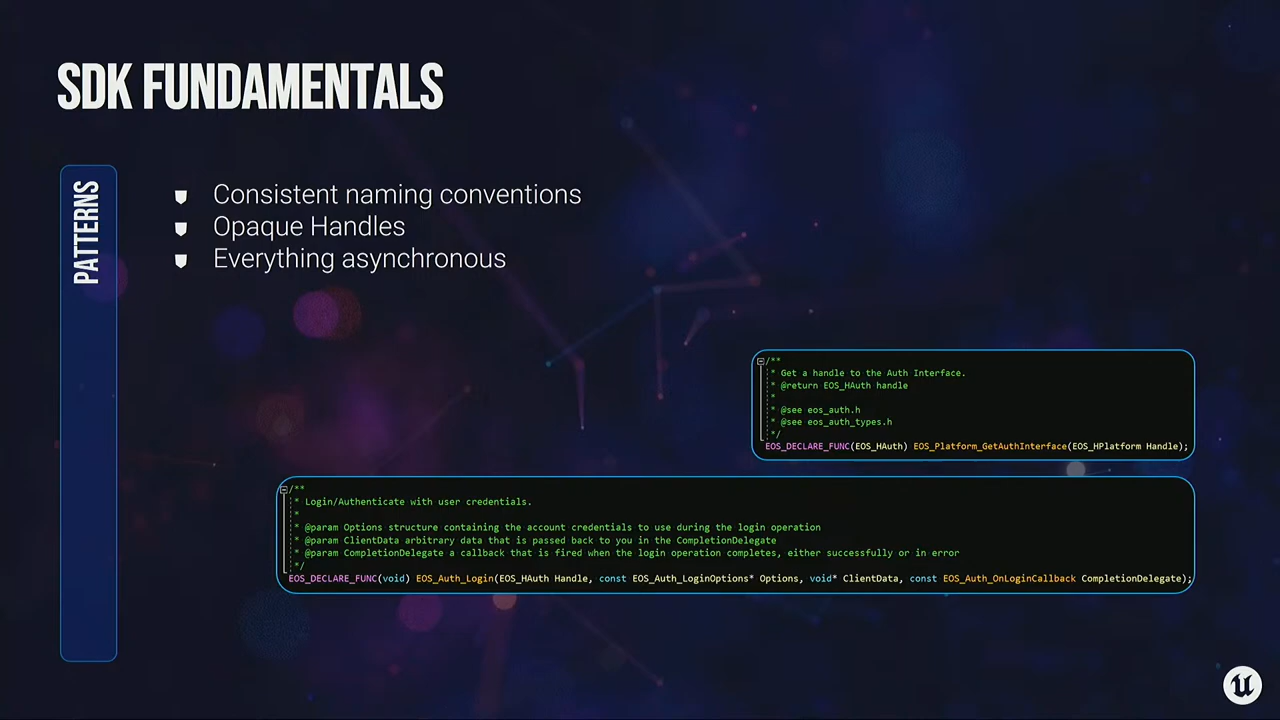 SDK FUNDAMENTALS
PATTERNS
Consistent naming conventions
Opaque Handles
Everything asynchronous
/**
* Get a handle to the Auth Interface.
* @return EOS_HAuth handle
*
* @see eos_auth.h
* @see eos_auth_types.h
*/
EOS_DECLARE_FUNC(EOS_HAuth) EOS_Platform_GetAuthInterface(EOS_HPlatform Handle);
/**
* Login/Authenticate with user credentials.
*
* @param Options structure containing the account credentials to use during the login operation
* @param ClientData arbitrary data that is passed back to you in the CompletionDelegate
* @param CompletionDelegate a callback that is fired when the login operation completes, either successfully or in error
*/
EOS_DECLARE_FUNC(void) EOS_Auth_Login(EOS_HAuth Handle, const EOS_Auth_LoginOptions* Options, void* ClientData, const EOS_Auth_OnLoginCallback CompletionDelegate);